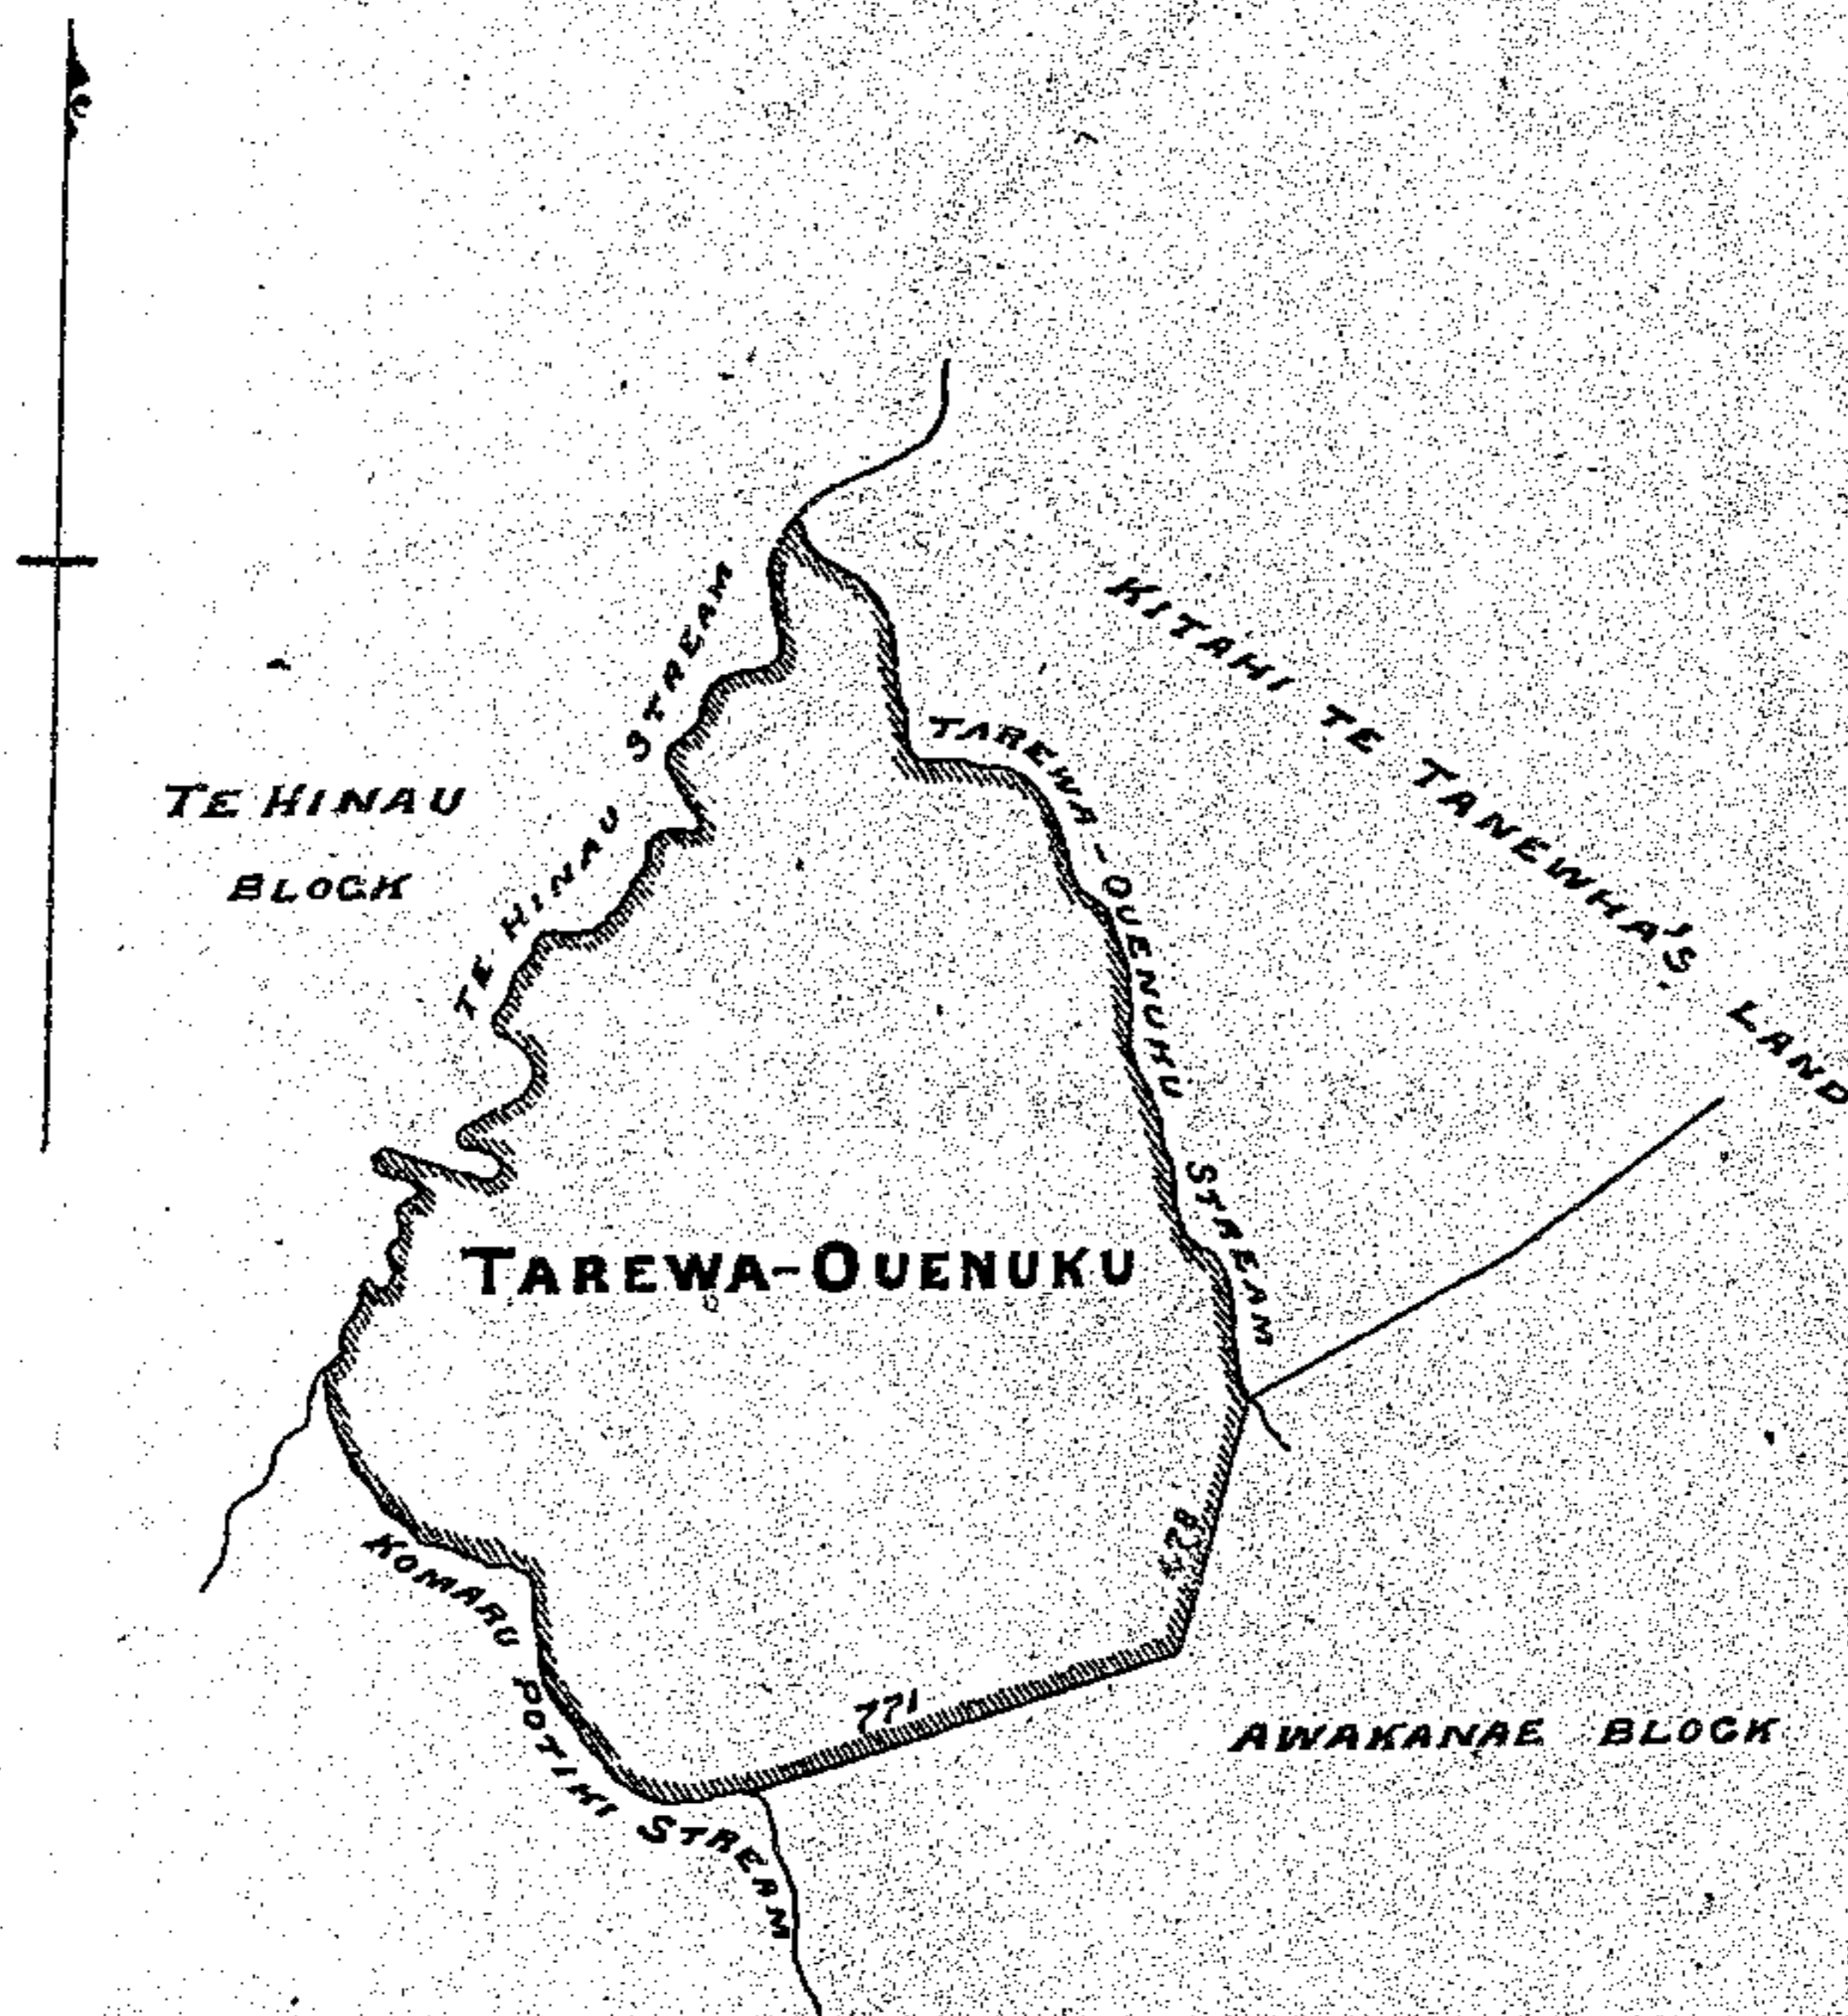 TE HINAU STREAM
KITAHI TE TANEWHA'S LAND
TAREWA-OUENUKU STREAM
TE HINAU
BLOCK
TAREWA-OUENUKU
KOMARU POTIKI STREAM
771
AWAKANAE BLOCK